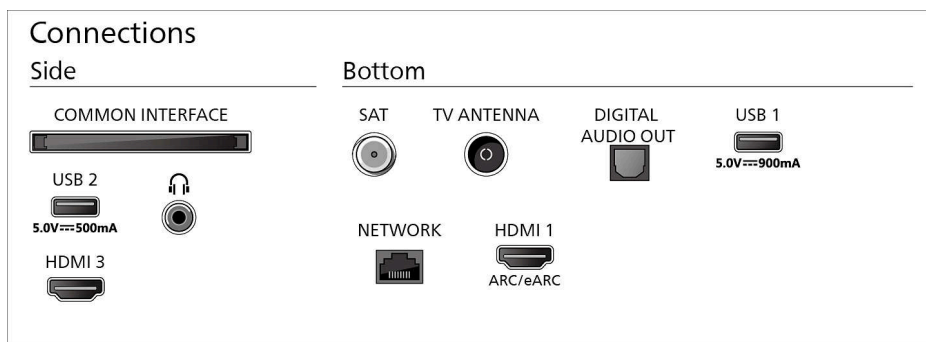 Connections
Side
COMMON INTERFACE
USB 2
5.0V⎓500mA
HDMI 3
Bottom
SAT
TV ANTENNA
DIGITAL
AUDIO OUT
USB 1
5.0V⎓900mA
NETWORK
HDMI 1
ARC/eARC